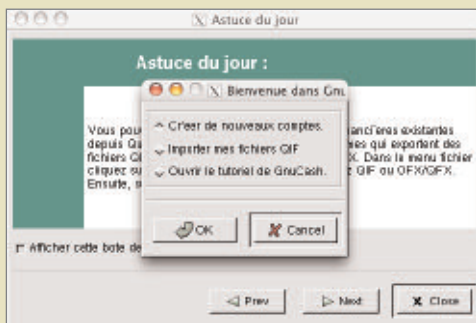 Astuce du jour
Astuce du jour :
Bienvenue dans Gnu
Vous pou
ancières existantes
depuis Qu
mes qui exportent des
fichiers QI
X. Dans le menu fichier
cliquez su
z QIF ou OFX/QFX.
Ensuite, s
Créer de nouveaux comptes.
Importer mes fichiers QIF
Ouvrir le tutoriel de GnuCash.
OK
Cancel
Afficher cette boîte de
Prev
Next
Close